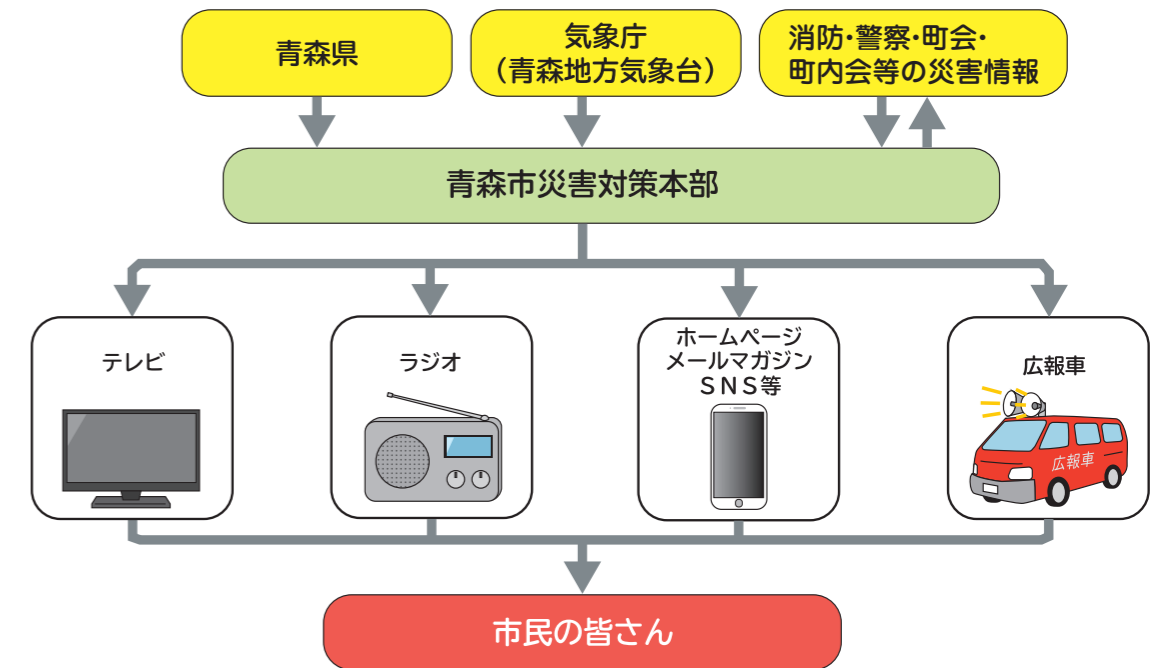 青森県
気象庁
（青森地方気象台）
消防・警察・町会・
町内会等の災害情報
青森市災害対策本部
テレビ
ラジオ
ホームページ
メールマガジン
ＳＮＳ等
広報車
広報車
市民の皆さん